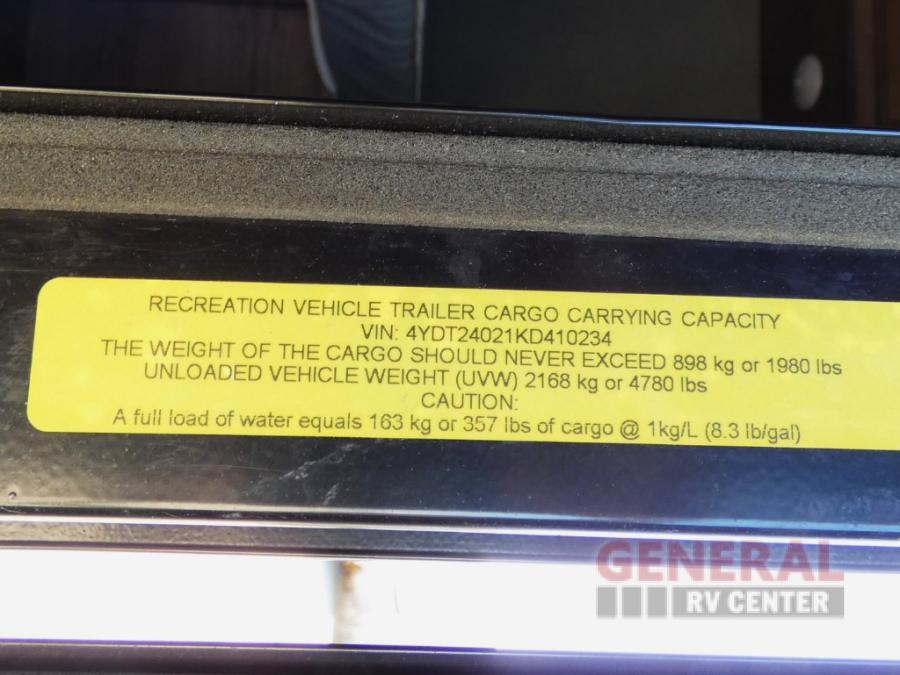 RECREATION VEHICLE TRAILER CARGO CARRYING CAPACITY
VIN: 4YDT24021KD410234
THE WEIGHT OF THE CARGO SHOULD NEVER EXCEED 898 kg or 1980 lbs
UNLOADED VEHICLE WEIGHT (UVW) 2168 kg or 4780 lbs
CAUTION:
A full load of water equals 163 kg or 357 lbs of cargo @ 1kg/L (8.3 lb/gal)
GENERAL
RV CENTER